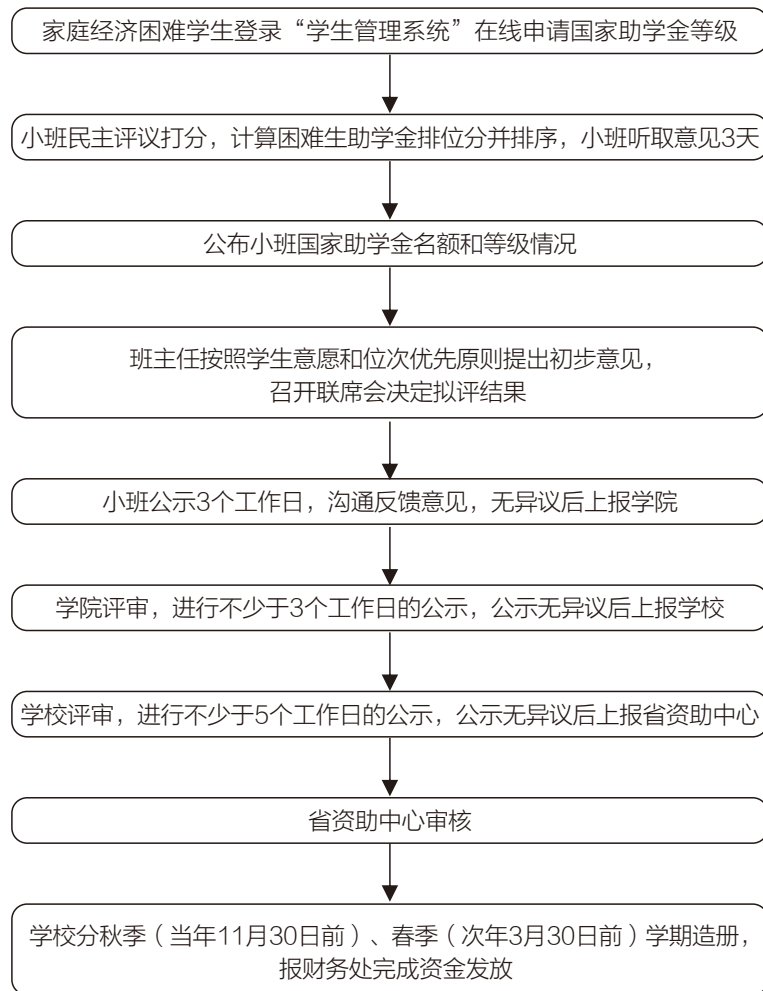 家庭经济困难学生登录“学生管理系统”在线申请国家助学金等级
小班民主评议打分，计算困难生助学金排位分并排序，小班听取意见3天
公布小班国家助学金名额和等级情况
班主任按照学生意愿和位次优先原则提出初步意见，
召开联席会决定拟评结果
小班公示3个工作日，沟通反馈意见，无异议后上报学院
学院评审，进行不少于3个工作日的公示，公示无异议后上报学校
学校评审，进行不少于5个工作日的公示，公示无异议后上报省资助中心
省资助中心审核
学校分秋季（当年11月30日前）、春季（次年3月30日前）学期造册，
报财务处完成资金发放